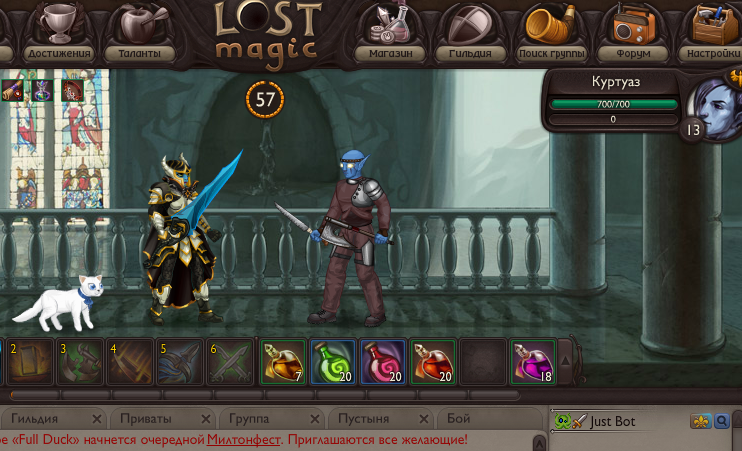 LOST
magic
Достижения
Таланты
Магазин
Гильдия
Поиск группы
Форум
Настройки
57
Куртуаз
700/700
0
13
2
3
4
5
6
7
20
20
20
18
Гильдия
Приваты
Группа
Пустыня
Бой
Just Bot
е «Full Duck» начнется очередной Милтонфест. Приглашаются все желающие!